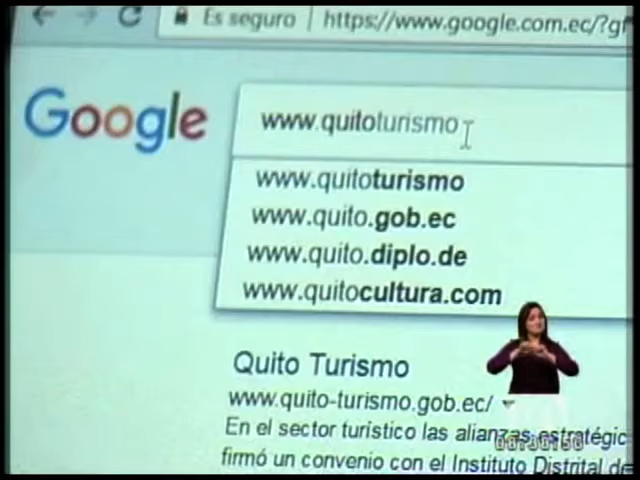 Es seguro | https://www.google.com.ec/?gf
Google
www.quitoturismo
www.quitoturismo
www.quito.gob.ec
www.quito.diplo.de
www.quitocultura.com
Quito Turismo
www.quito-turismo.gob.ec/
En el sector turístico las alianzas estratégic
firmó un convenio con el Instituto Distrital de